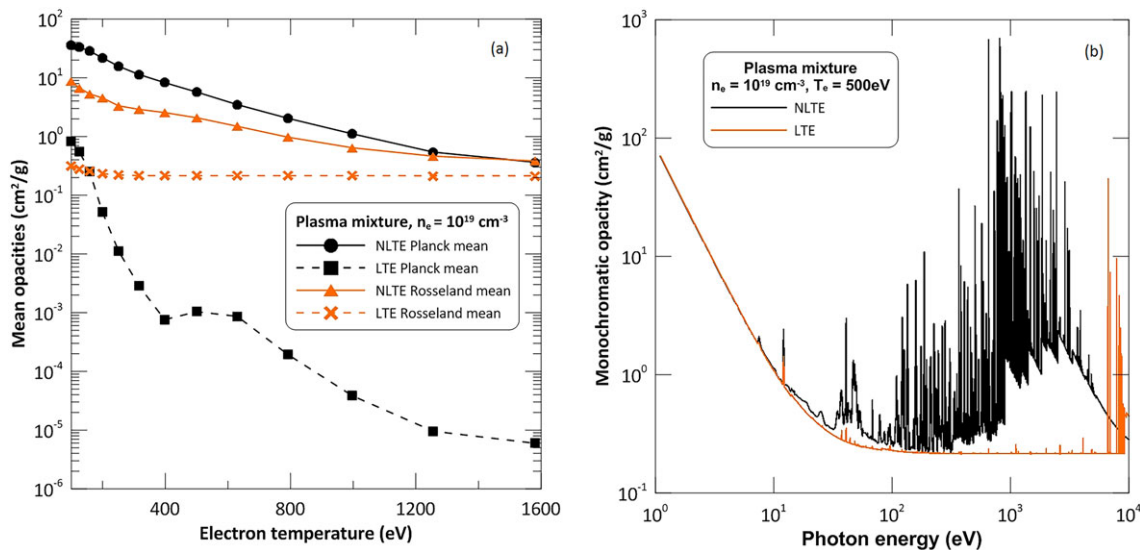 (a)
Mean opacities (cm²/g)
10²
10¹
10⁰
10⁻¹
10⁻²
10⁻³
10⁻⁴
10⁻⁵
10⁻⁶
Plasma mixture, nₑ = 10¹⁹ cm⁻³
NLTE Planck mean
LTE Planck mean
NLTE Rosseland mean
LTE Rosseland mean
400 800 1200 1600
Electron temperature (eV)
(b)
Monochromatic opacity (cm²/g)
10³
10²
10¹
10⁰
10⁻¹
Plasma mixture
nₑ = 10¹⁹ cm⁻³, Tₑ = 500eV
NLTE
LTE
10⁰ 10¹ 10² 10³ 10⁴
Photon energy (eV)